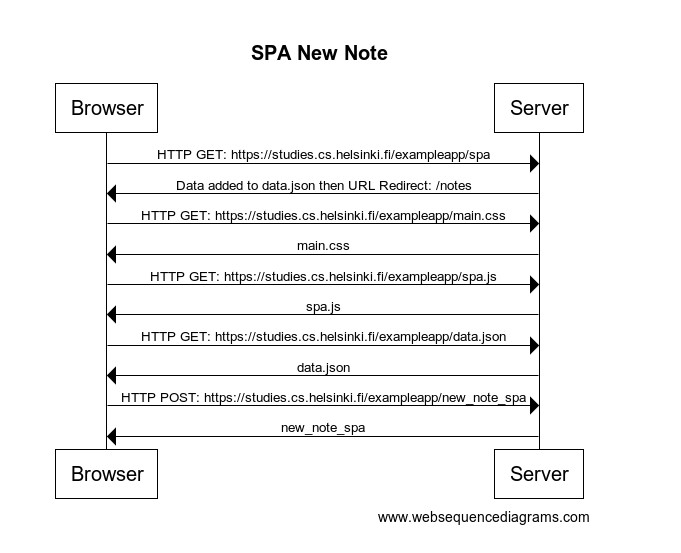 SPA New Note
Browser Server
HTTP GET: https://studies.cs.helsinki.fi/exampleapp/spa
Data added to data.json then URL Redirect: /notes
HTTP GET: https://studies.cs.helsinki.fi/exampleapp/main.css
main.css
HTTP GET: https://studies.cs.helsinki.fi/exampleapp/spa.js
spa.js
HTTP GET: https://studies.cs.helsinki.fi/exampleapp/data.json
data.json
HTTP POST: https://studies.cs.helsinki.fi/exampleapp/new_note_spa
new_note_spa
Browser Server
www.websequencediagrams.com